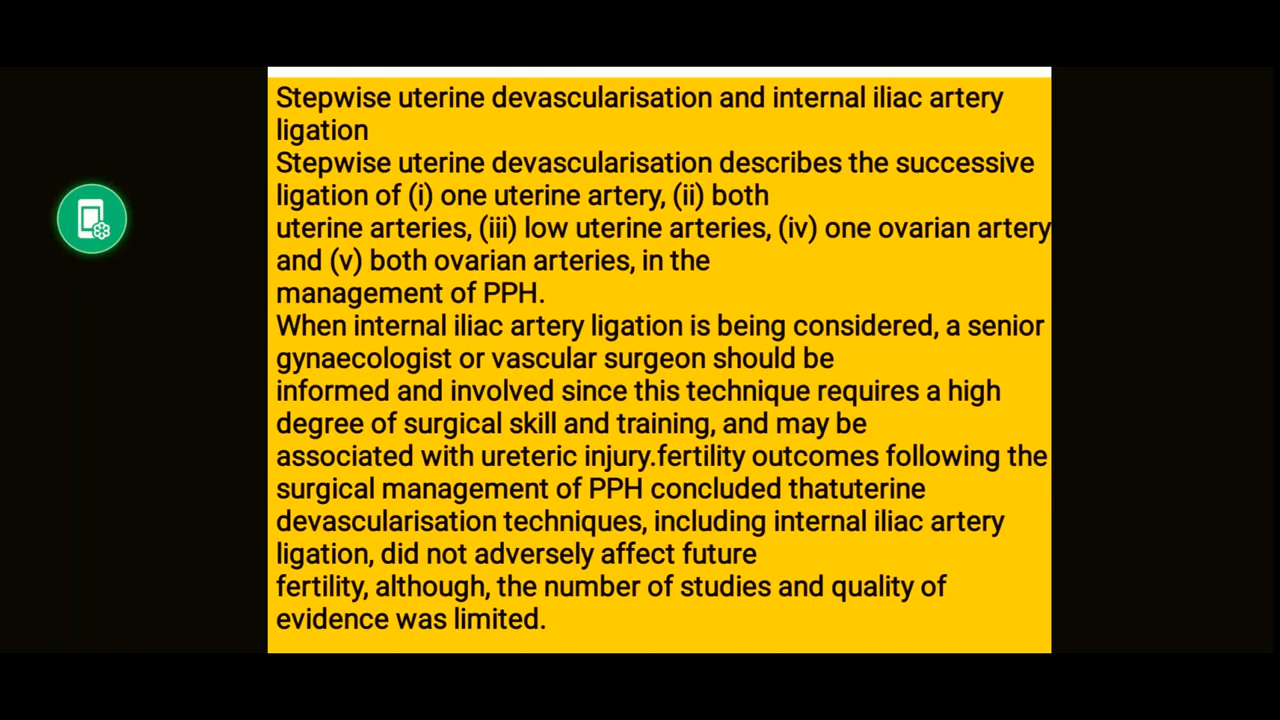 Stepwise uterine devascularisation and internal iliac artery
ligation
Stepwise uterine devascularisation describes the successive
ligation of (i) one uterine artery, (ii) both
uterine arteries, (iii) low uterine arteries, (iv) one ovarian artery
and (v) both ovarian arteries, in the
management of PPH.
When internal iliac artery ligation is being considered, a senior
gynaecologist or vascular surgeon should be
informed and involved since this technique requires a high
degree of surgical skill and training, and may be
associated with ureteric injury.fertility outcomes following the
surgical management of PPH concluded thatuterine
devascularisation techniques, including internal iliac artery
ligation, did not adversely affect future
fertility, although, the number of studies and quality of
evidence was limited.